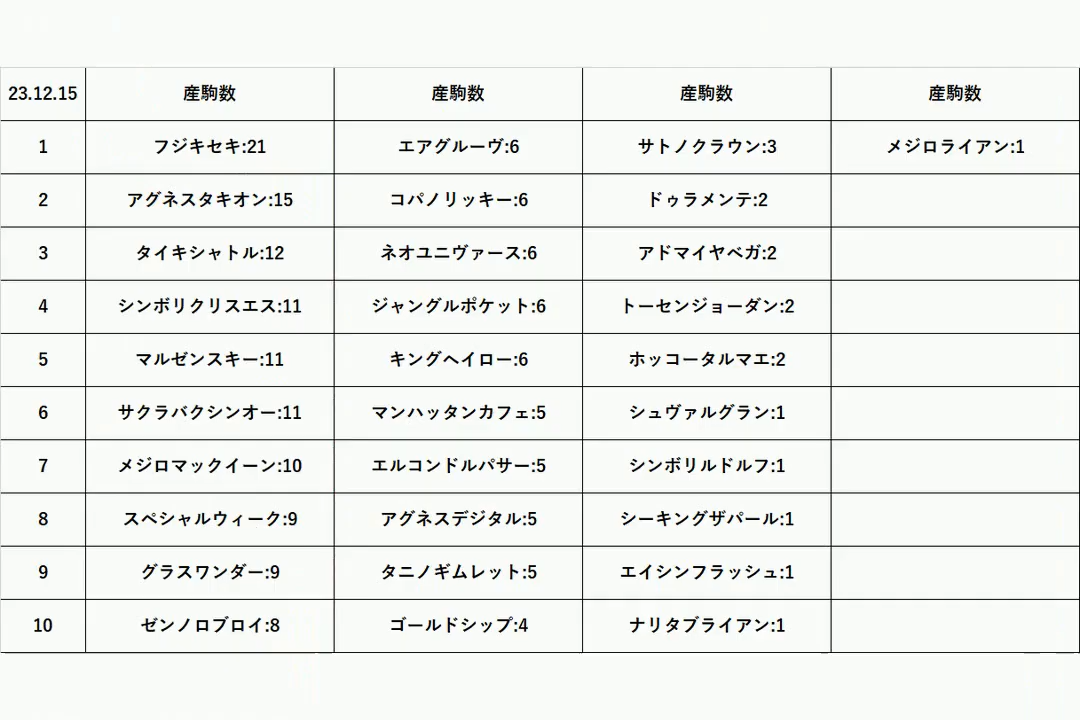 23.12.15 産駒数 産駒数 産駒数 産駒数
1 フジキセキ:21 エアグルーヴ:6 サトノクラウン:3 メジロライアン:1
2 アグネスタキオン:15 コパノリッキー:6 ドゥラメンテ:2
3 タイキシャトル:12 ネオユニヴァース:6 アドマイヤベガ:2
4 シンボリクリスエス:11 ジャングルポケット:6 トーセンジョーダン:2
5 マルゼンスキー:11 キングヘイロー:6 ホッコータルマエ:2
6 サクラバクシンオー:11 マンハッタンカフェ:5 シュヴァルグラン:1
7 メジロマックイーン:10 エルコンドルパサー:5 シンボリルドルフ:1
8 スペシャルウィーク:9 アグネスデジタル:5 シーキングザパール:1
9 グラスワンダー:9 タニノギムレット:5 エイシンフラッシュ:1
10 ゼンノロブロイ:8 ゴールドシップ:4 ナリタブライアン:1